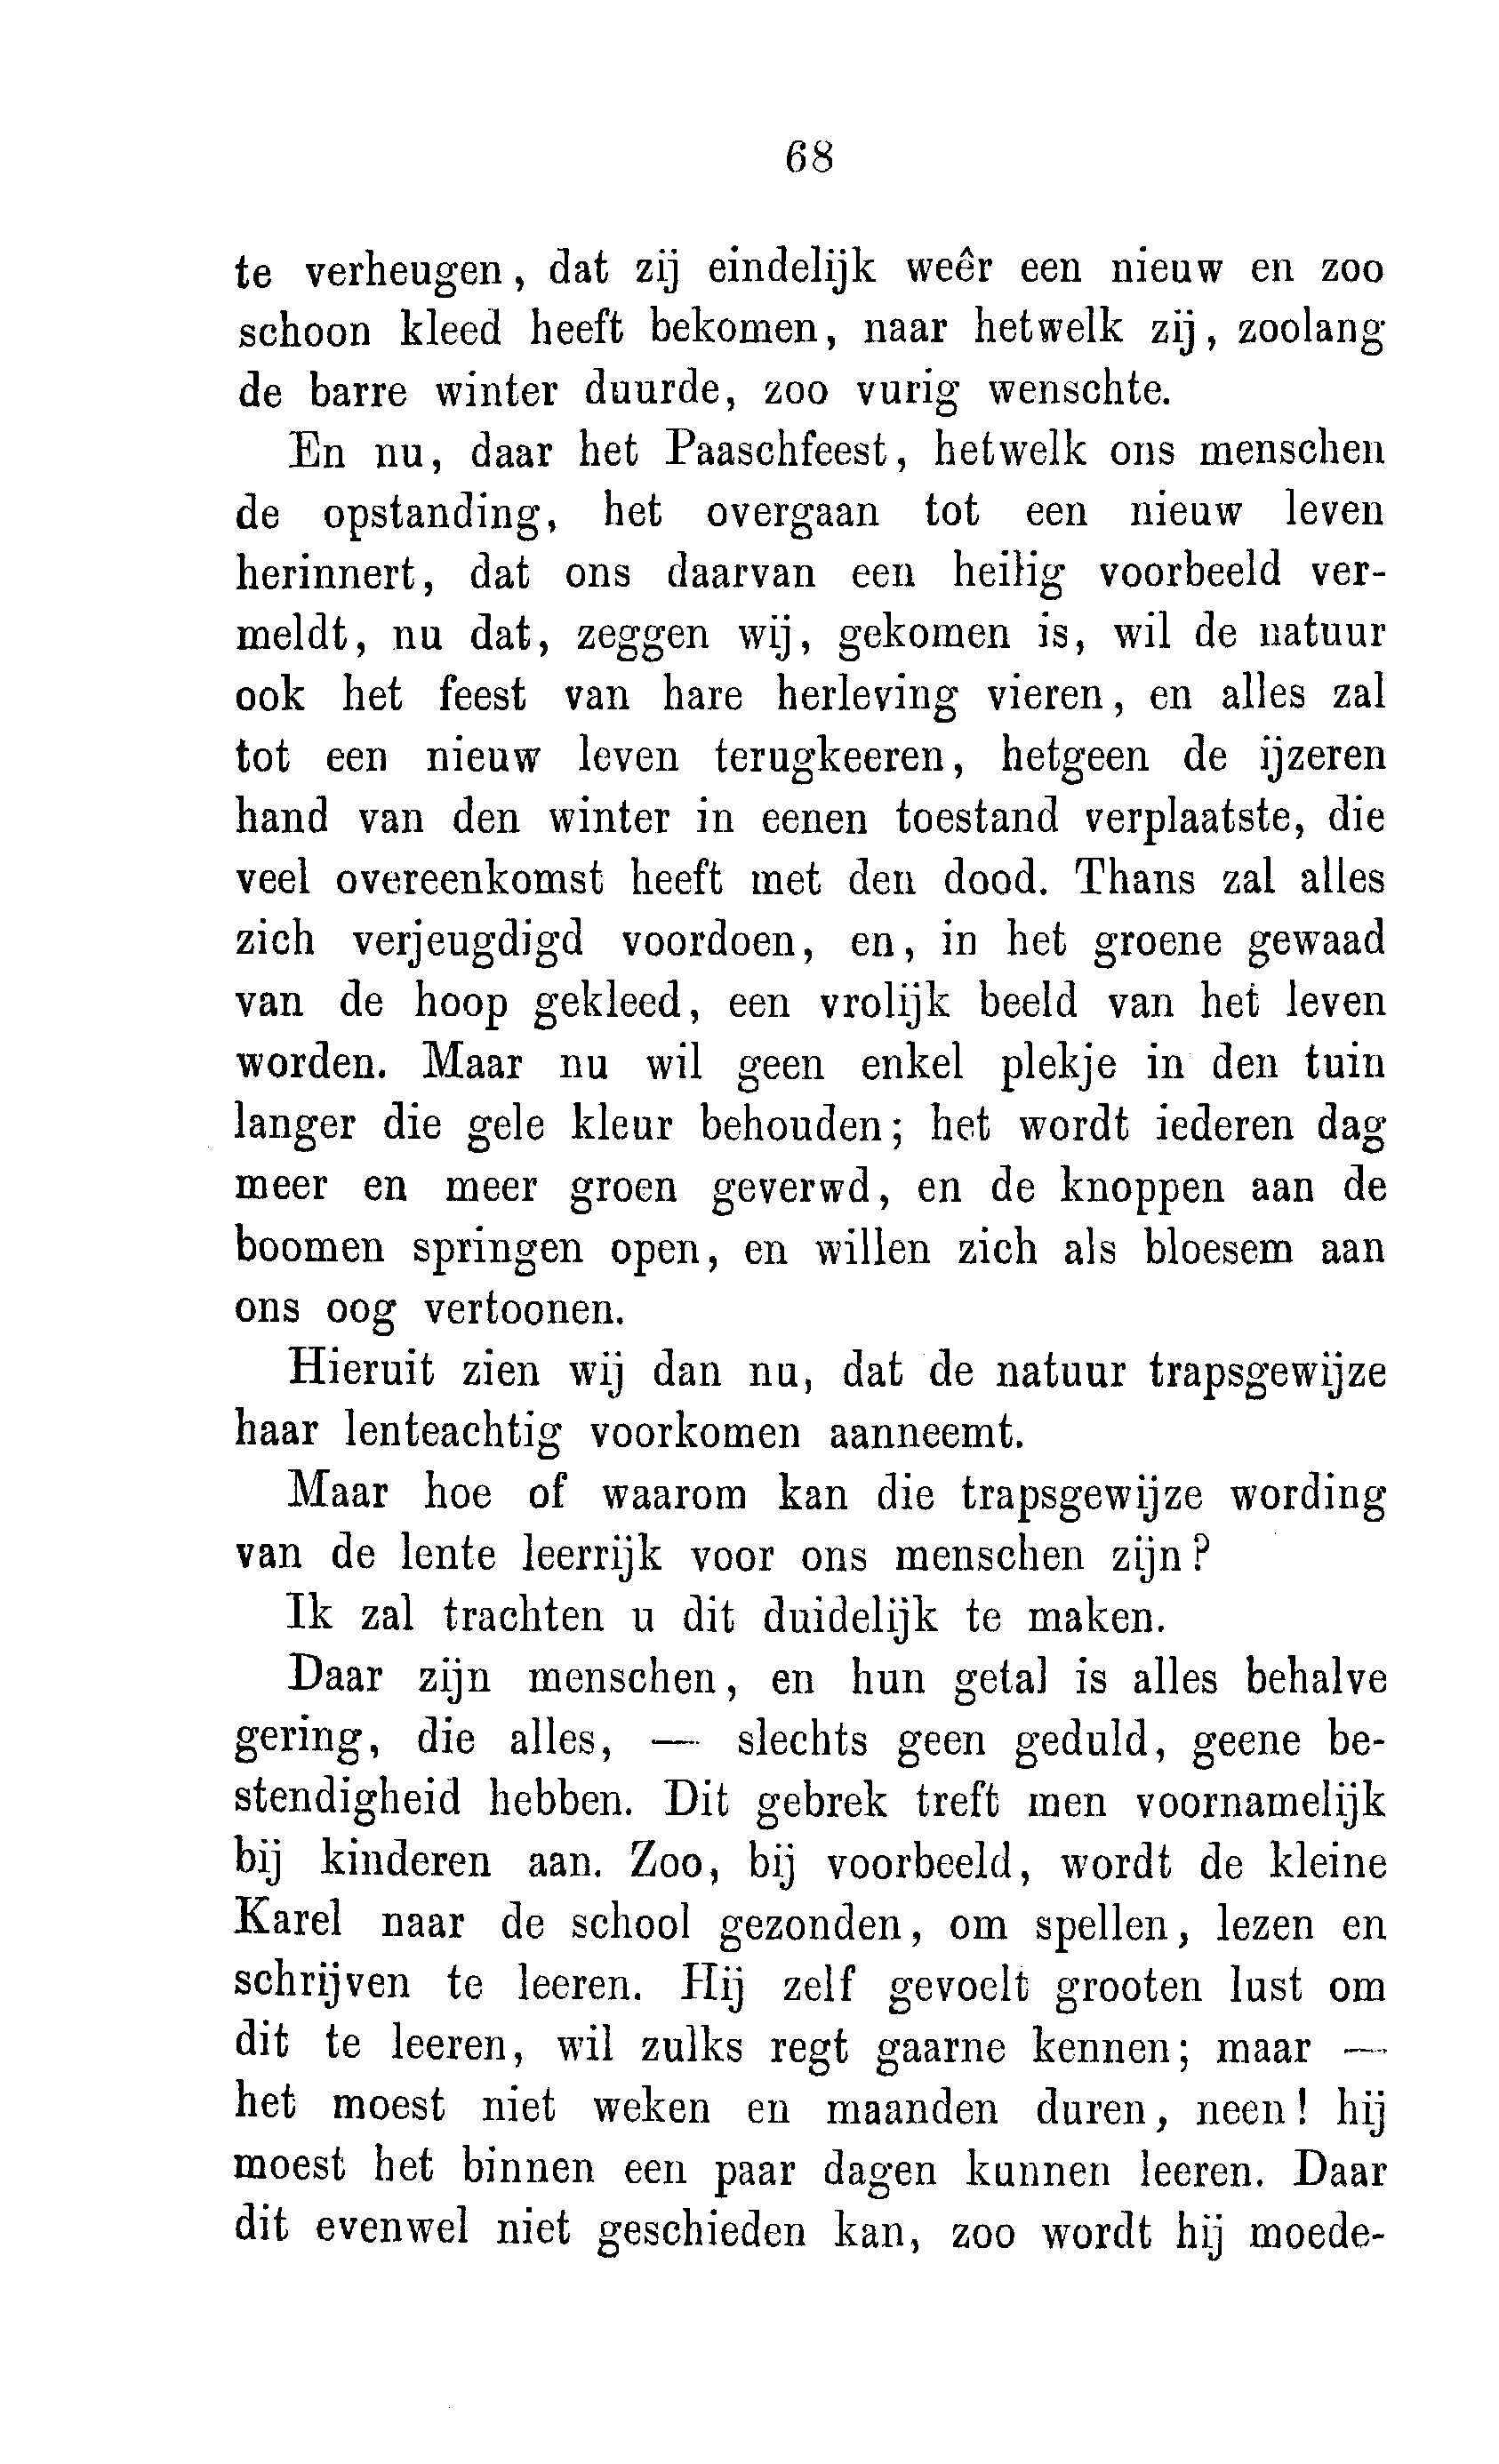 68
te verheugen, dat zij eindelijk weêr een nieuw en zoo
schoon kleed heeft bekomen, naar hetwelk zij, zoolang
de barre winter duurde, zoo vurig wenschte.
En nu, daar het Paaschfeest, hetwelk ons menschen
de opstanding, het overgaan tot een nieuw leven
herinnert, dat ons daarvan een heilig voorbeeld ver-
meldt, nu dat, zeggen wij, gekomen is, wil de natuur
ook het feest van hare herleving vieren, en alles zal
tot een nieuw leven terugkeeren, hetgeen de ijzeren
hand van den winter in eenen toestand verplaatste, die
veel overeenkomst heeft met den dood. Thans zal alles
zich verjeugdigd voordoen, en, in het groene gewaad
van de hoop gekleed, een vrolijk beeld van het leven
worden. Maar nu wil geen enkel plekje in den tuin
langer die gele kleur behouden; het wordt iederen dag
meer en meer groen geverwd, en de knoppen aan de
boomen springen open, en willen zich als bloesem aan
ons oog vertoonen.
Hieruit zien wij dan nu, dat de natuur trapsgewijze
haar lenteachtig voorkomen aanneemt.
Maar hoe of waarom kan die trapsgewijze wording
van de lente leerrijk voor ons menschen zijn?
Ik zal trachten u dit duidelijk te maken.
Daar zijn menschen, en hun getal is alles behalve
gering, die alles, — slechts geen geduld, geene be-
stendigheid hebben. Dit gebrek treft men voornamelijk
bij kinderen aan. Zoo, bij voorbeeld, wordt de kleine
Karel naar de school gezonden, om spellen, lezen en
schrijven te leeren. Hij zelf gevoelt grooten lust om
dit te leeren, wil zulks regt gaarne kennen; maar —
het moest niet weken en maanden duren, neen! hij
moest het binnen een paar dagen kunnen leeren. Daar
dit evenwel niet geschieden kan, zoo wordt hij moede-